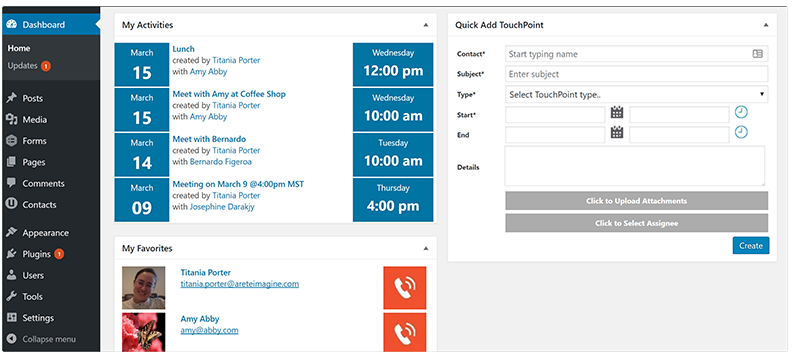 Dashboard
Home
Updates 1
Posts
Media
Forms
Pages
Comments
Contacts
Appearance
Plugins 1
Users
Tools
Settings
Collapse menu
My Activities
March
15
Lunch
created by Titania Porter
with Amy Abby
Wednesday
12:00 pm
March
15
Meet with Amy at Coffee Shop
created by Titania Porter
with Amy Abby
Wednesday
10:00 am
March
14
Meet with Bernardo
created by Titania Porter
with Bernardo Figeroa
Tuesday
10:00 am
March
09
Meeting on March 9 @4:00pm MST
created by Titania Porter
with Josephine Darakjy
Thursday
4:00 pm
My Favorites
Titania Porter
titania.porter@areteimagine.com
Amy Abby
amy@abby.com
Quick Add TouchPoint
Contact* Start typing name
Subject* Enter subject
Type* Select TouchPoint type..
Start*
End
Details
Click to Upload Attachments
Click to Select Assignee
Create